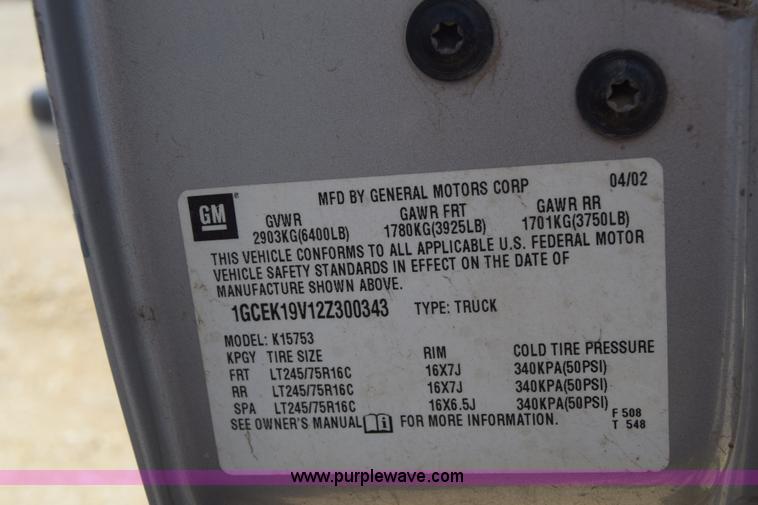 GM
MFD BY GENERAL MOTORS CORP 04/02
GVWR GAWR FRT GAWR RR
2903KG(6400LB) 1780KG(3925LB) 1701KG(3750LB)
THIS VEHICLE CONFORMS TO ALL APPLICABLE U.S. FEDERAL MOTOR
VEHICLE SAFETY STANDARDS IN EFFECT ON THE DATE OF
MANUFACTURE SHOWN ABOVE.
1GCEK19V12Z300343 TYPE: TRUCK
MODEL: K15753
KPGY TIRE SIZE RIM COLD TIRE PRESSURE
FRT LT245/75R16C 16X7J 340KPA(50PSI)
RR LT245/75R16C 16X7J 340KPA(50PSI)
SPA LT245/75R16C 16X6.5J 340KPA(50PSI)
SEE OWNER'S MANUAL FOR MORE INFORMATION. F 508
T 548
www.purplewave.com